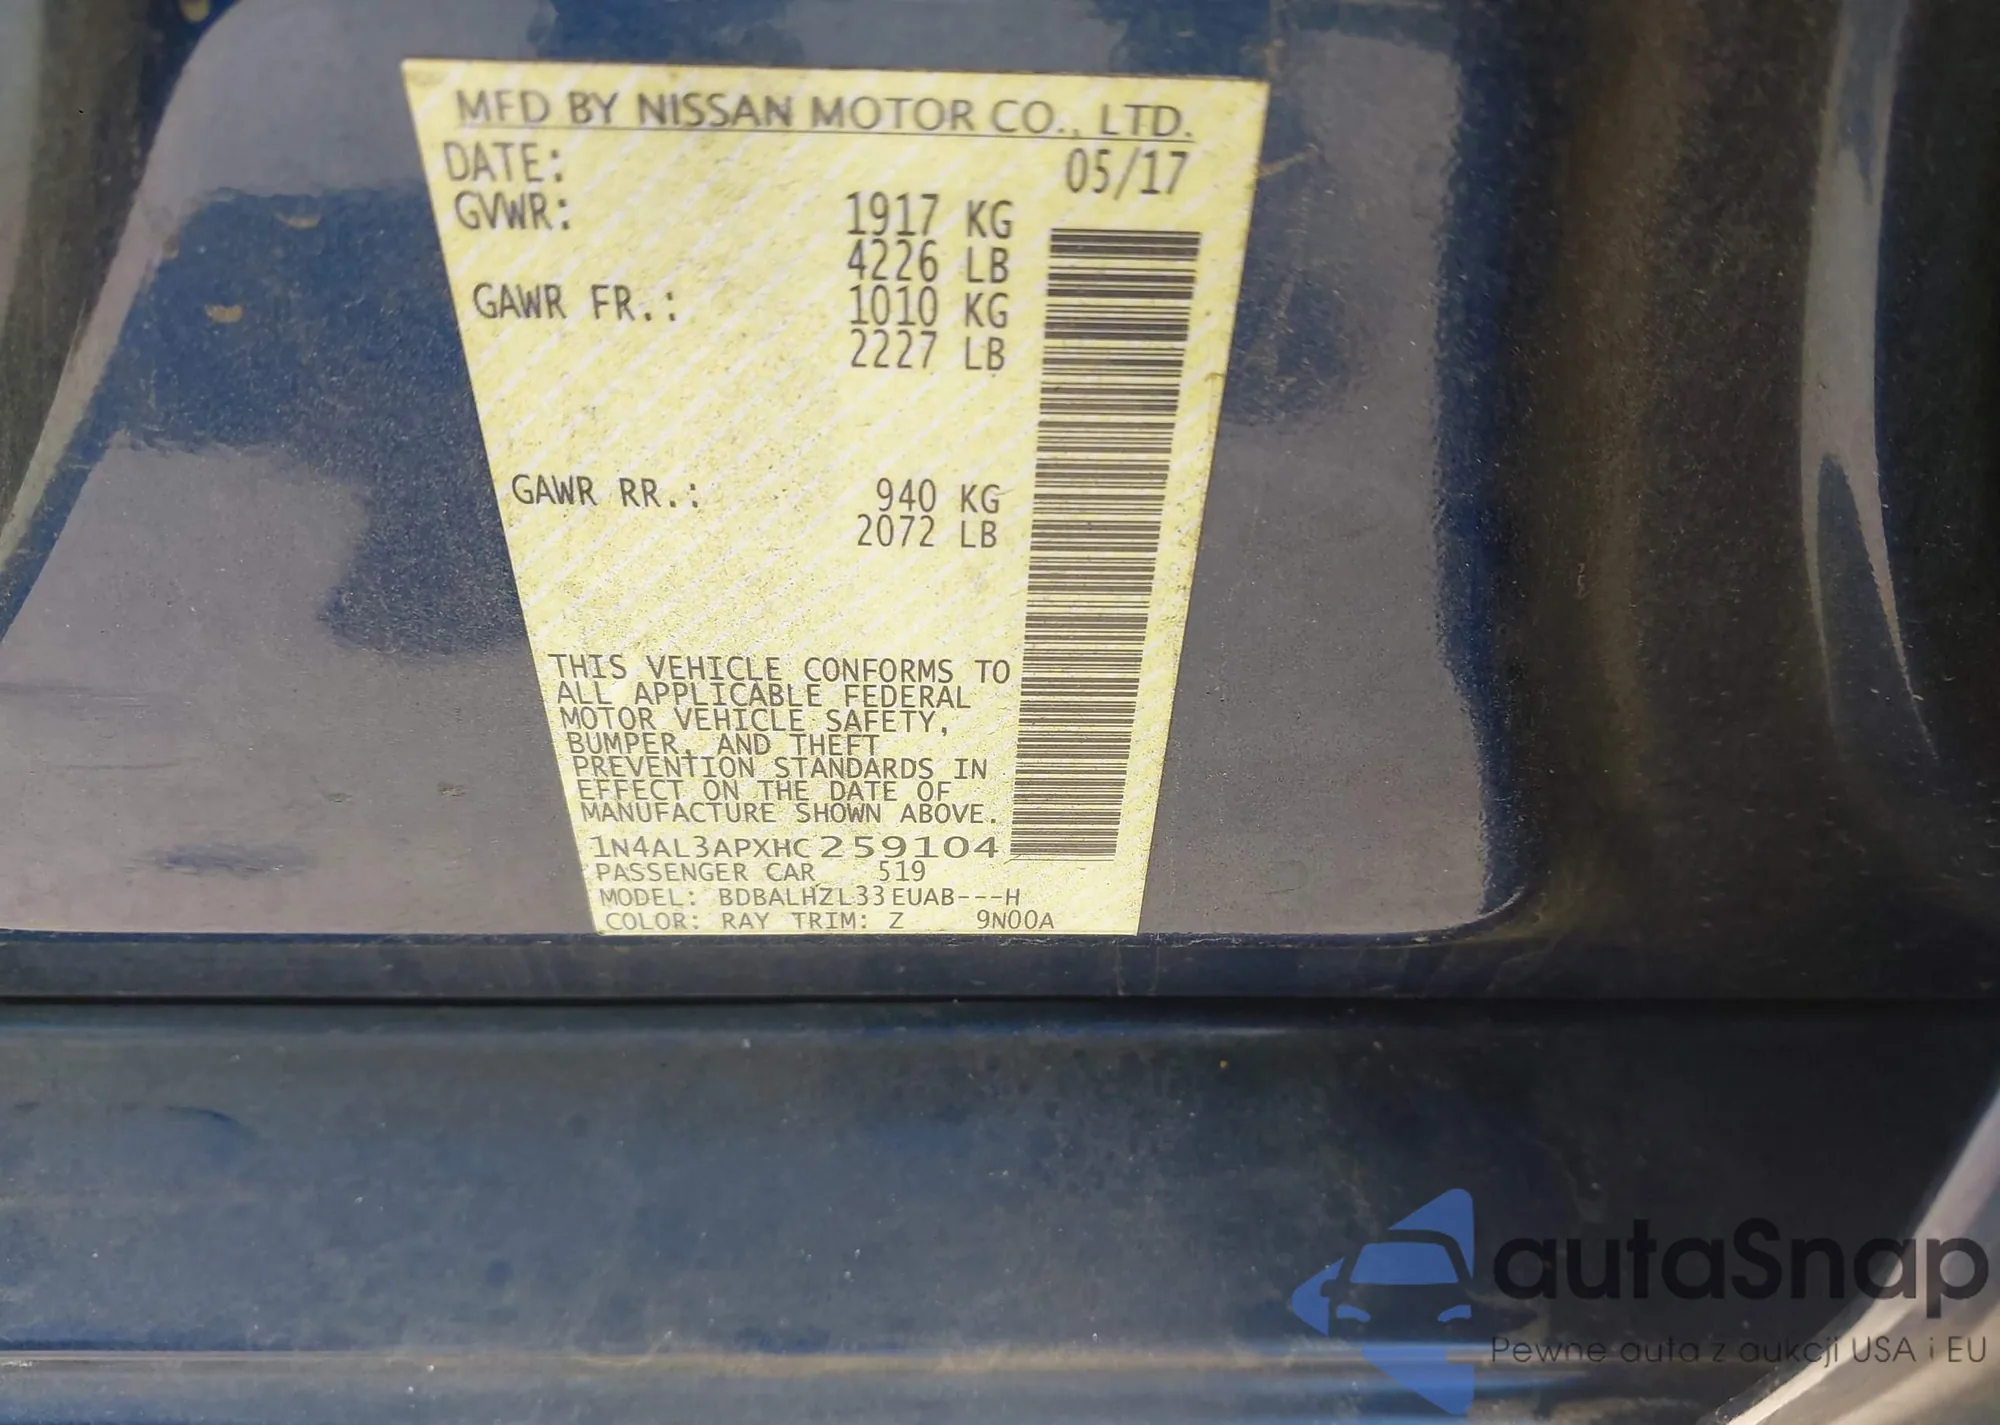 MFD BY NISSAN MOTOR CO., LTD.
DATE: 05/17
GVWR: 1917 KG
4226 LB
GAWR FR.: 1010 KG
2227 LB
GAWR RR.: 940 KG
2072 LB
THIS VEHICLE CONFORMS TO
ALL APPLICABLE FEDERAL
MOTOR VEHICLE SAFETY,
BUMPER, AND THEFT
PREVENTION STANDARDS IN
EFFECT ON THE DATE OF
MANUFACTURE SHOWN ABOVE.
1N4AL3APXHC259104
PASSENGER CAR 519
MODEL: BDBALHZL33EUAB---H
COLOR: RAY TRIM: Z 9N00A
autaSnap
Pewne auta z aukcji USA i EU